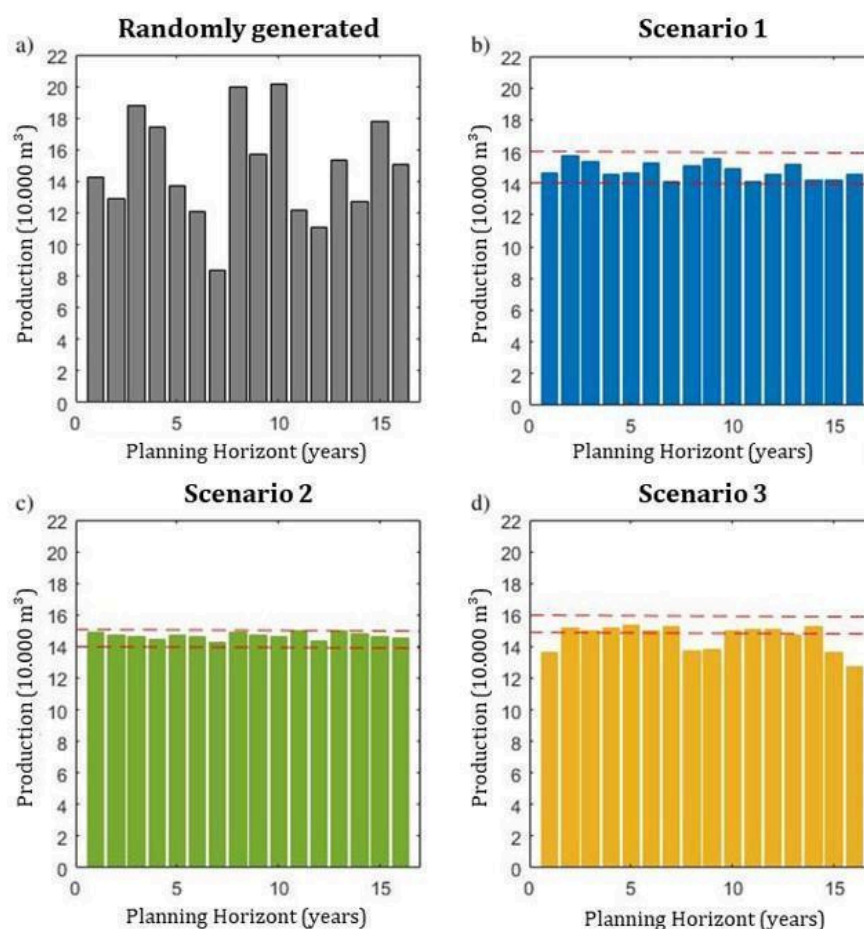 Randomly generated
a)
22
20
18
16
14
12
10
8
6
4
2
0
Production (10.000 m³)
0 5 10 15
Planning Horizont (years)
Scenario 1
b)
22
20
18
16
14
12
10
8
6
4
2
0
Production (10.000 m³)
0 5 10 15
Planning Horizont (years)
Scenario 2
c)
22
20
18
16
14
12
10
8
6
4
2
0
Production (10.000 m³)
0 5 10 15
Planning Horizont (years)
Scenario 3
d)
22
20
18
16
14
12
10
8
6
4
2
0
Production (10.000 m³)
0 5 10 15
Planning Horizont (years)